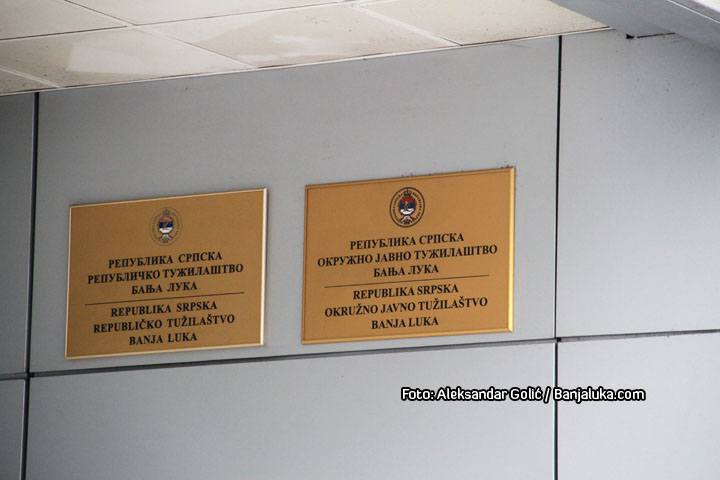 РЕПУБЛИКА СРПСКА
РЕПУБЛИЧКО ТУЖИЛАШТВО
БАЊА ЛУКА
REPUBLIKA SRPSKA
REPUBLIČKO TUŽILAŠTVO
BANJA LUKA
РЕПУБЛИКА СРПСКА
ОКРУЖНО ЈАВНО ТУЖИЛАШТВО
БАЊА ЛУКА
REPUBLIKA SRPSKA
OKRUŽNO JAVNO TUŽILAŠTVO
BANJA LUKA
Foto: Aleksandar Golić / Banjaluka.com